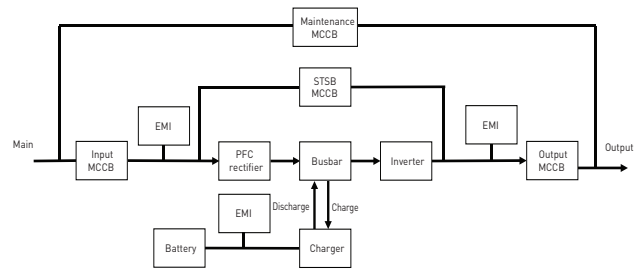 Maintenance
MCCB
STSB
MCCB
EMI
EMI
Main
Input
MCCB
PFC
rectifier
Busbar
Inverter
Output
MCCB
Output
Discharge
Charge
EMI
Battery
Charger